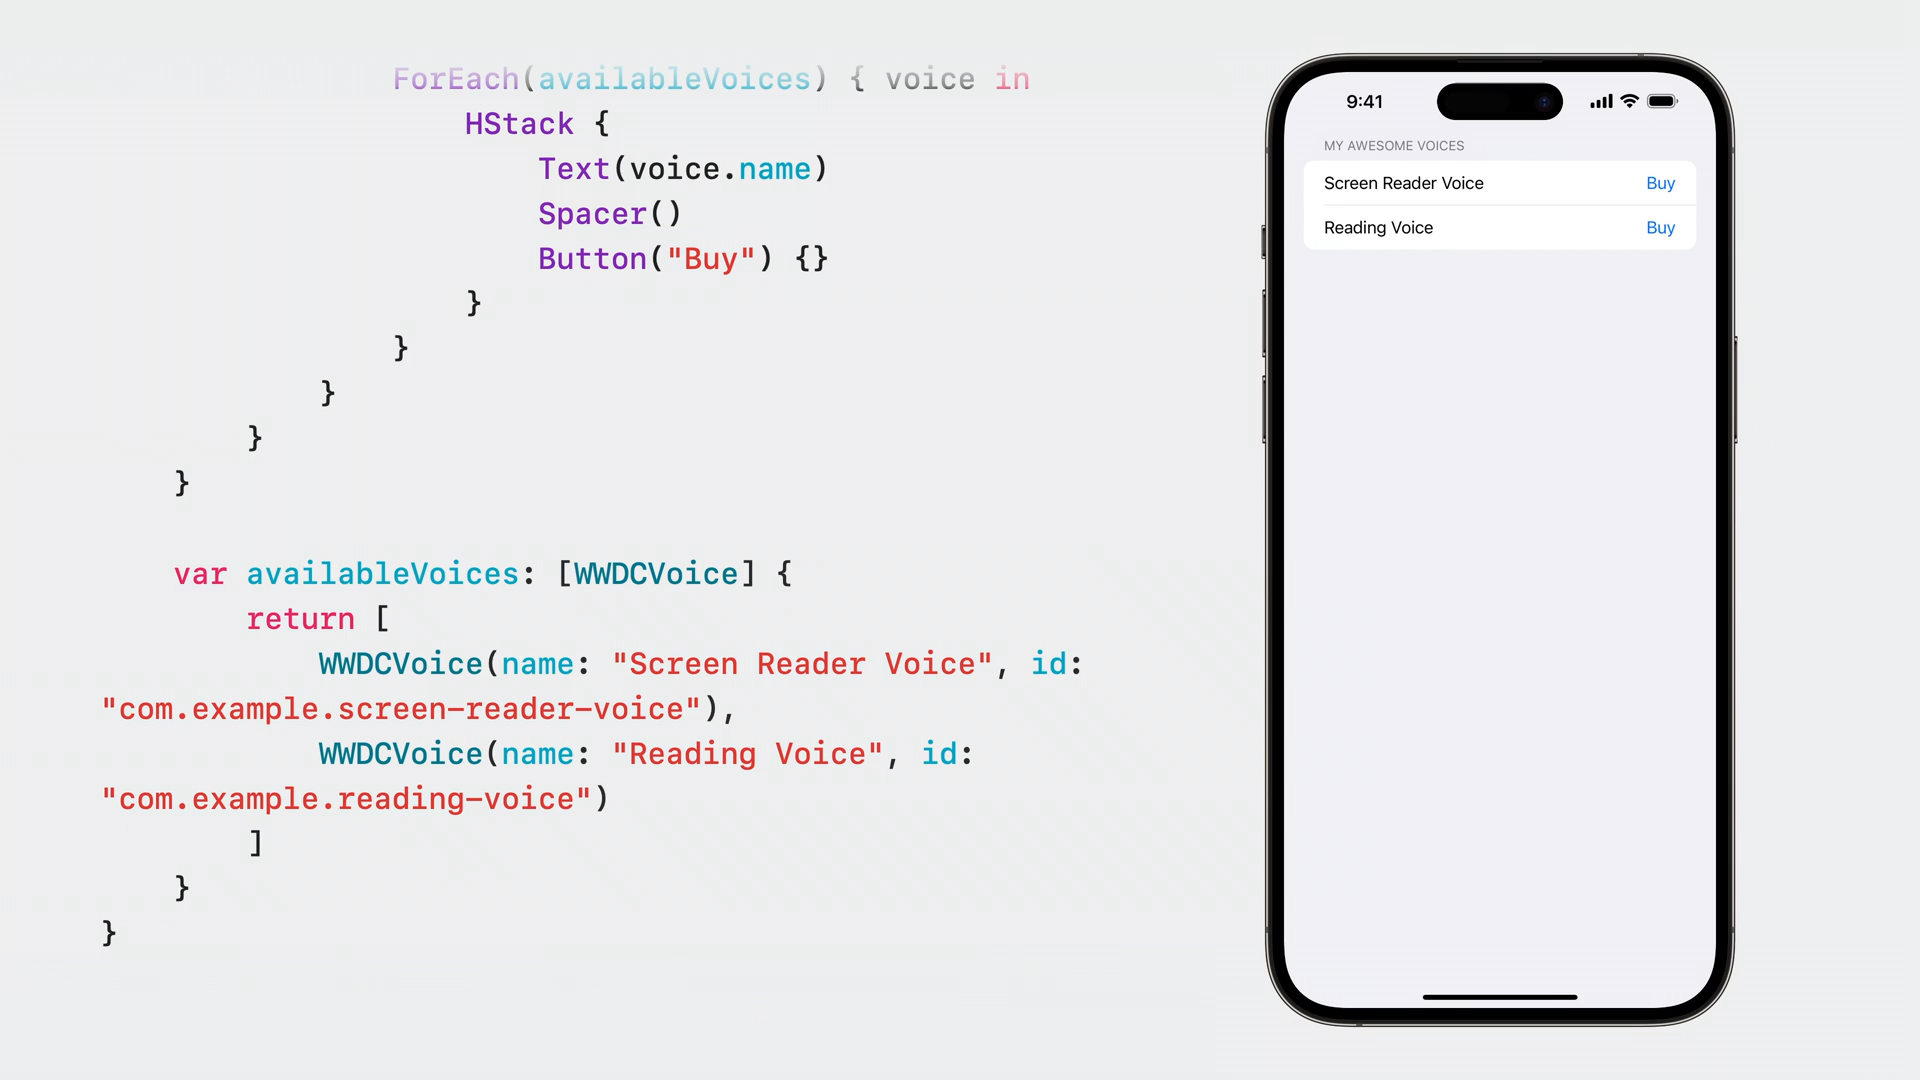 ForEach(availableVoices) { voice in
HStack {
Text(voice.name)
Spacer()
Button("Buy") {}
}
}
}
}
}
var availableVoices: [WWDCVoice] {
return [
WWDCVoice(name: "Screen Reader Voice", id:
"com.example.screen-reader-voice"),
WWDCVoice(name: "Reading Voice", id:
"com.example.reading-voice")
]
}
}
9:41
MY AWESOME VOICES
Screen Reader Voice Buy
Reading Voice Buy